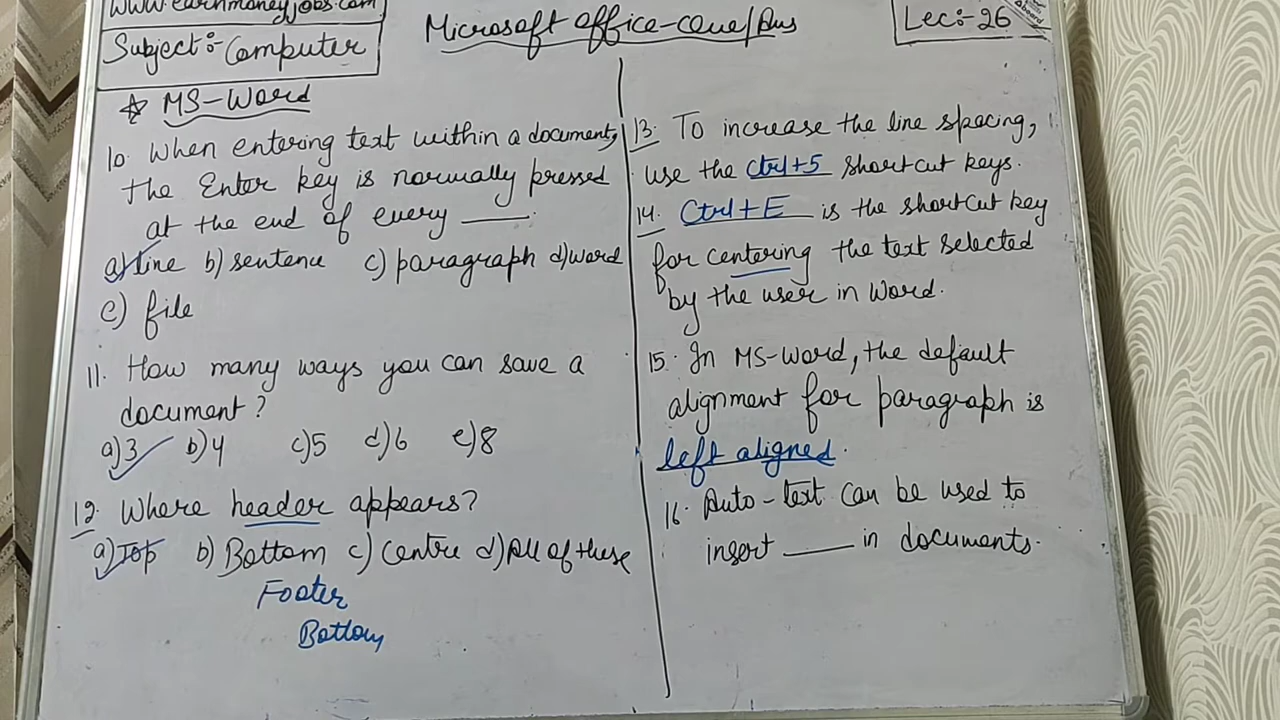 www.earnmoneyjobs.com
Subject:- Computer
Microsoft office-
Lec:- 26
☆ MS-Word
10. When entering text within a document,
the Enter key is normally pressed
at the end of every ____.
a) line b) sentence c) paragraph d) word
e) file
11. How many ways you can save a
document?
a) 3 b) 4 c) 5 d) 6 e) 8
12. Where header appears?
a) Top b) Bottom c) Centre d) All of these
Footer
Bottom
13. To increase the line spacing,
use the Ctrl+5 shortcut keys.
14. Ctrl+E is the shortcut key
for centering the text selected
by the user in Word.
15. In MS-Word, the default
alignment for paragraph is
left aligned.
16. Auto-text can be used to
insert ____ in documents.